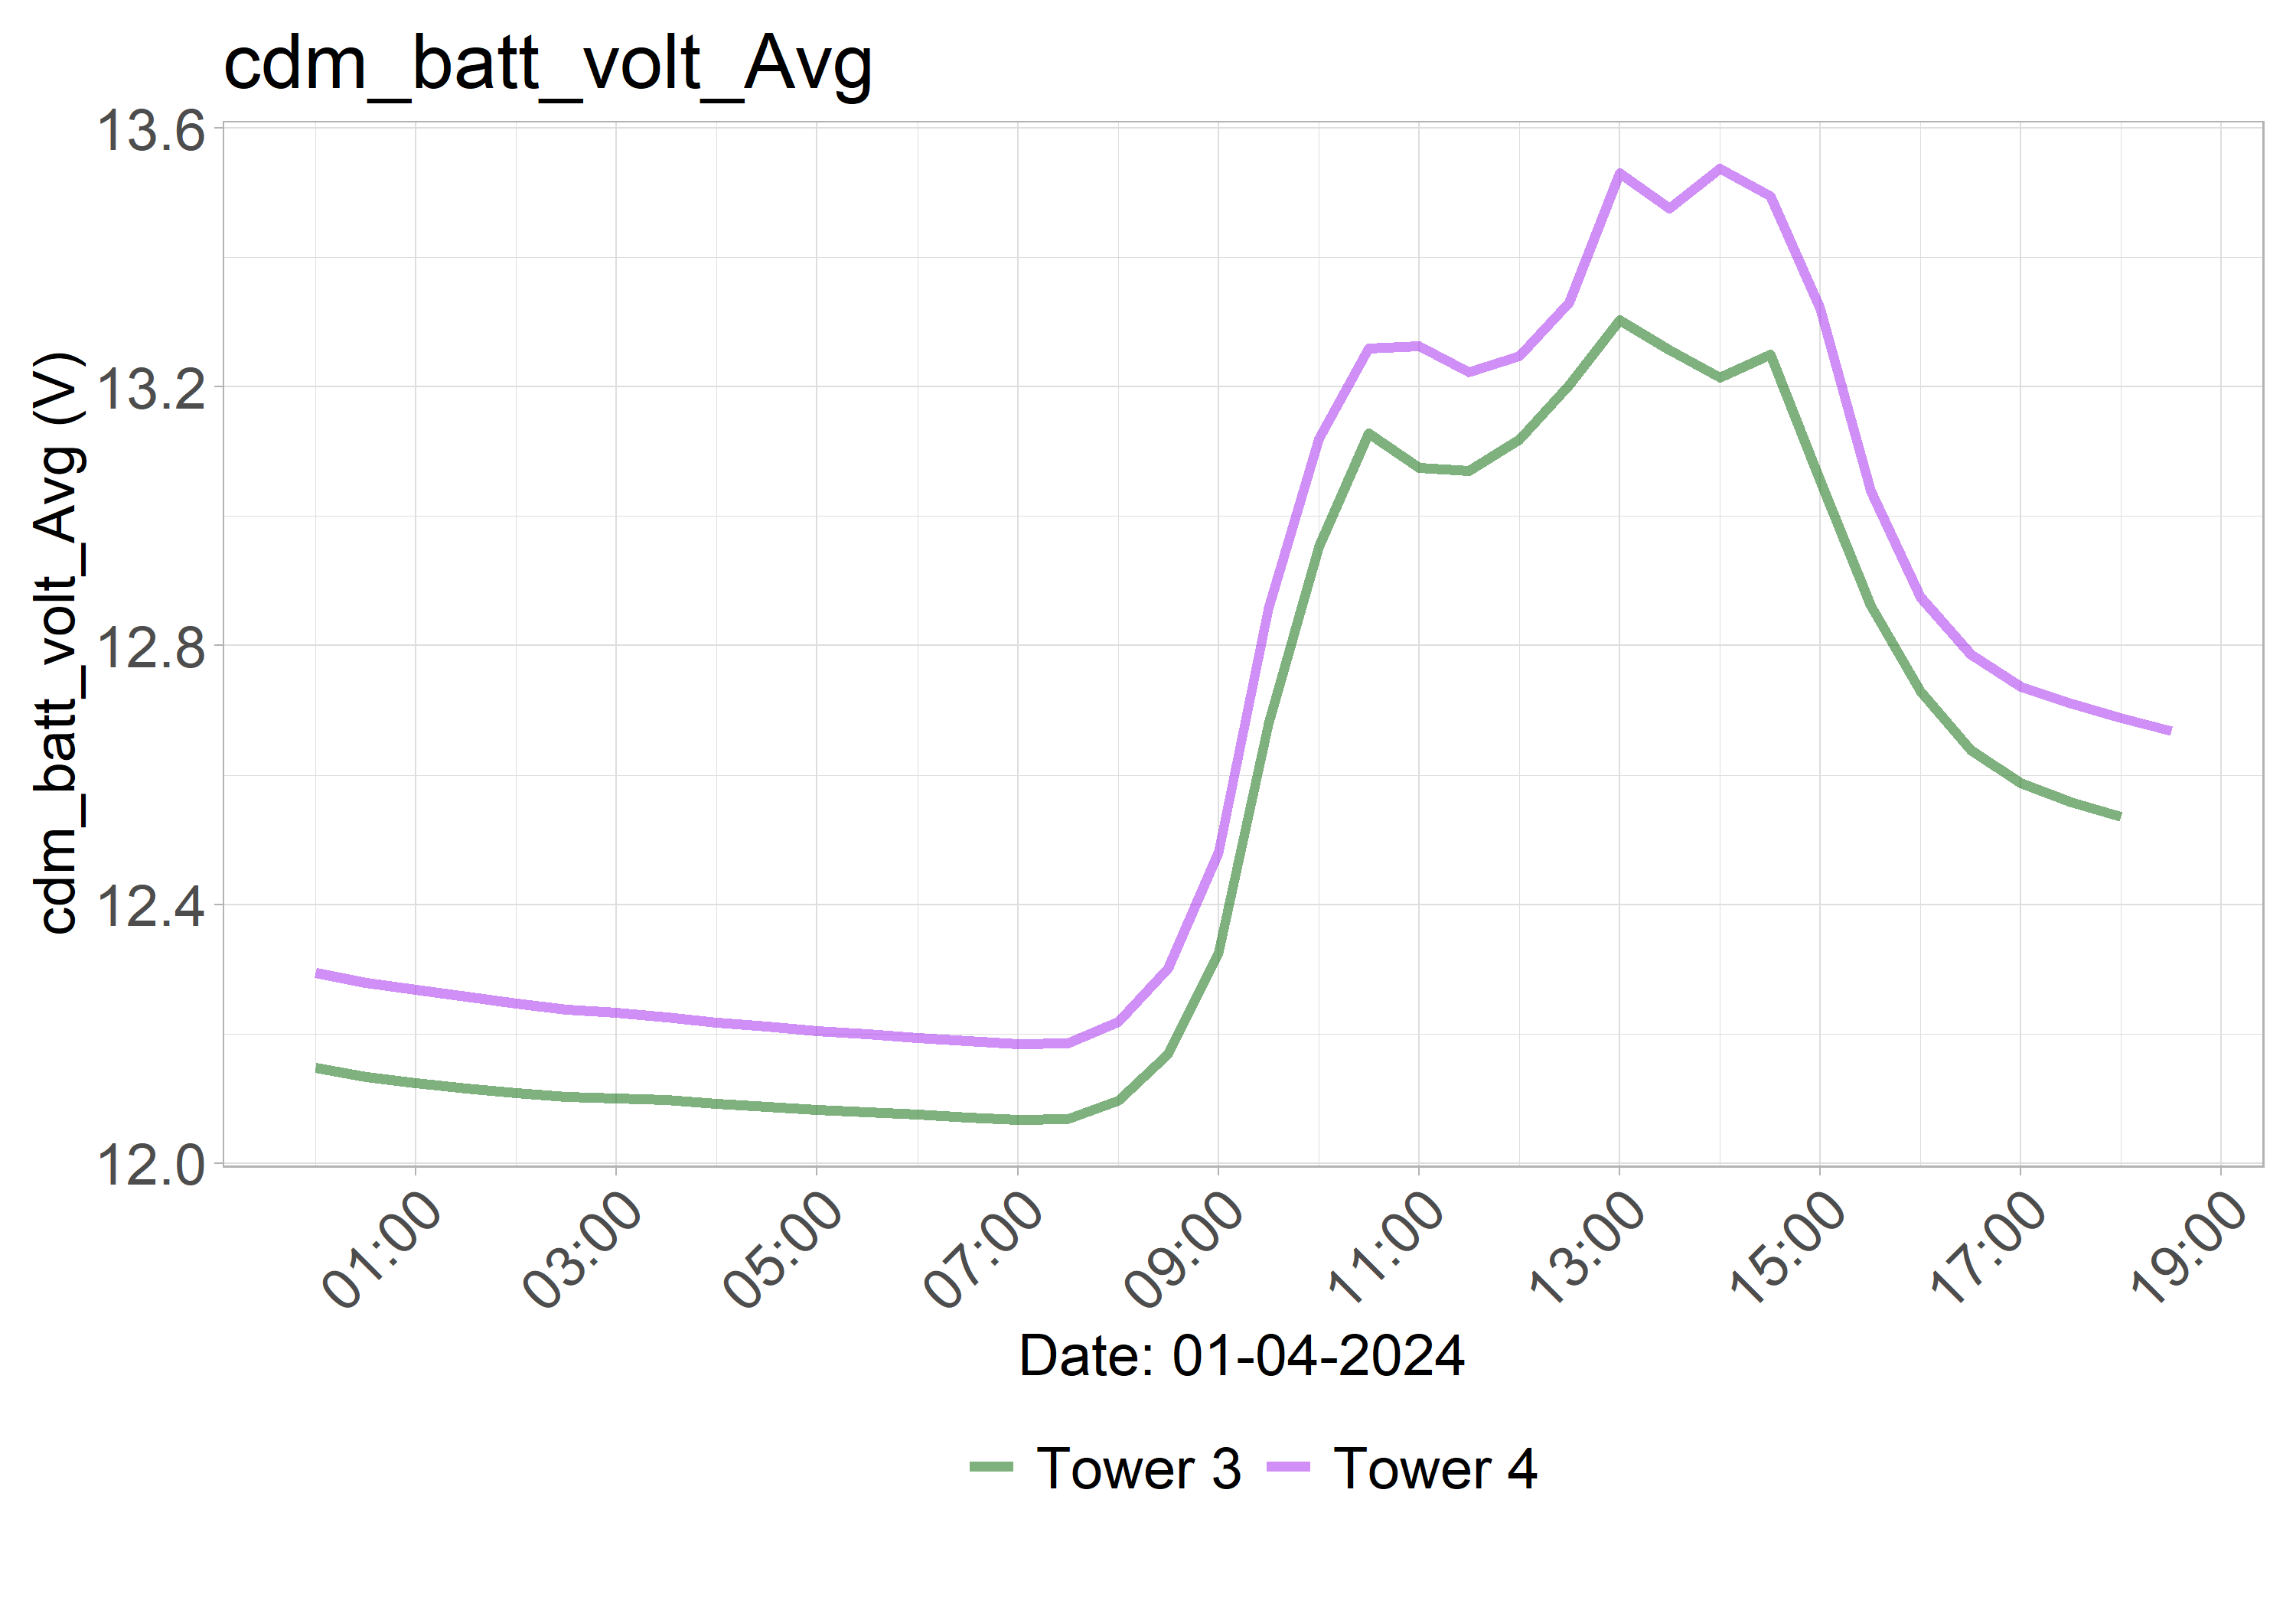 cdm_batt_volt_Avg
cdm_batt_volt_Avg (V)
13.6
13.2
12.8
12.4
12.0
01:00 03:00 05:00 07:00 09:00 11:00 13:00 15:00 17:00 19:00
Date: 01-04-2024
Tower 3 Tower 4